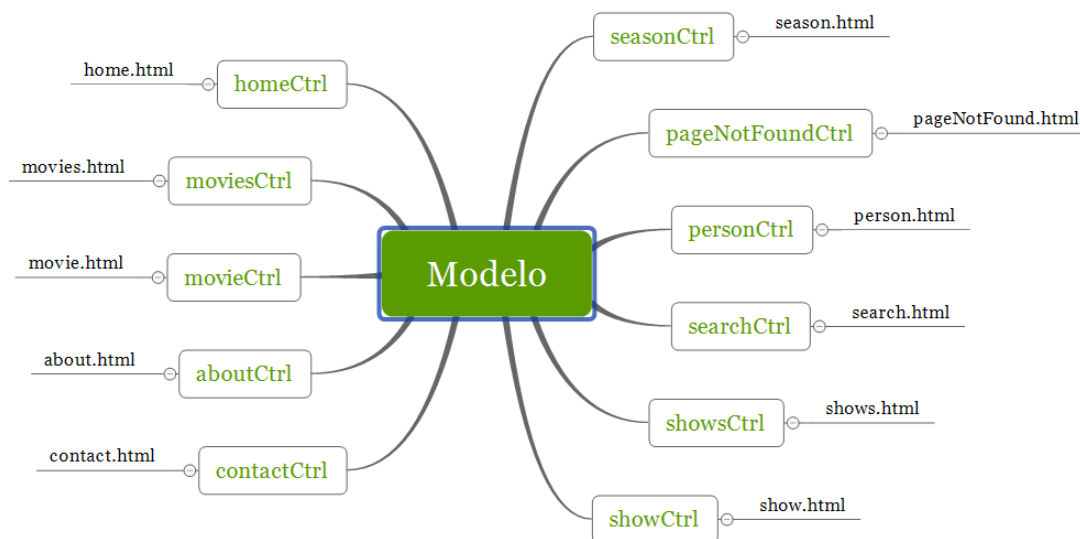 season.html
seasonCtrl
home.html
homeCtrl
pageNotFound.html
pageNotFoundCtrl
movies.html
moviesCtrl
person.html
personCtrl
movie.html
movieCtrl
Modelo
search.html
searchCtrl
about.html
aboutCtrl
shows.html
showsCtrl
contact.html
contactCtrl
show.html
showCtrl